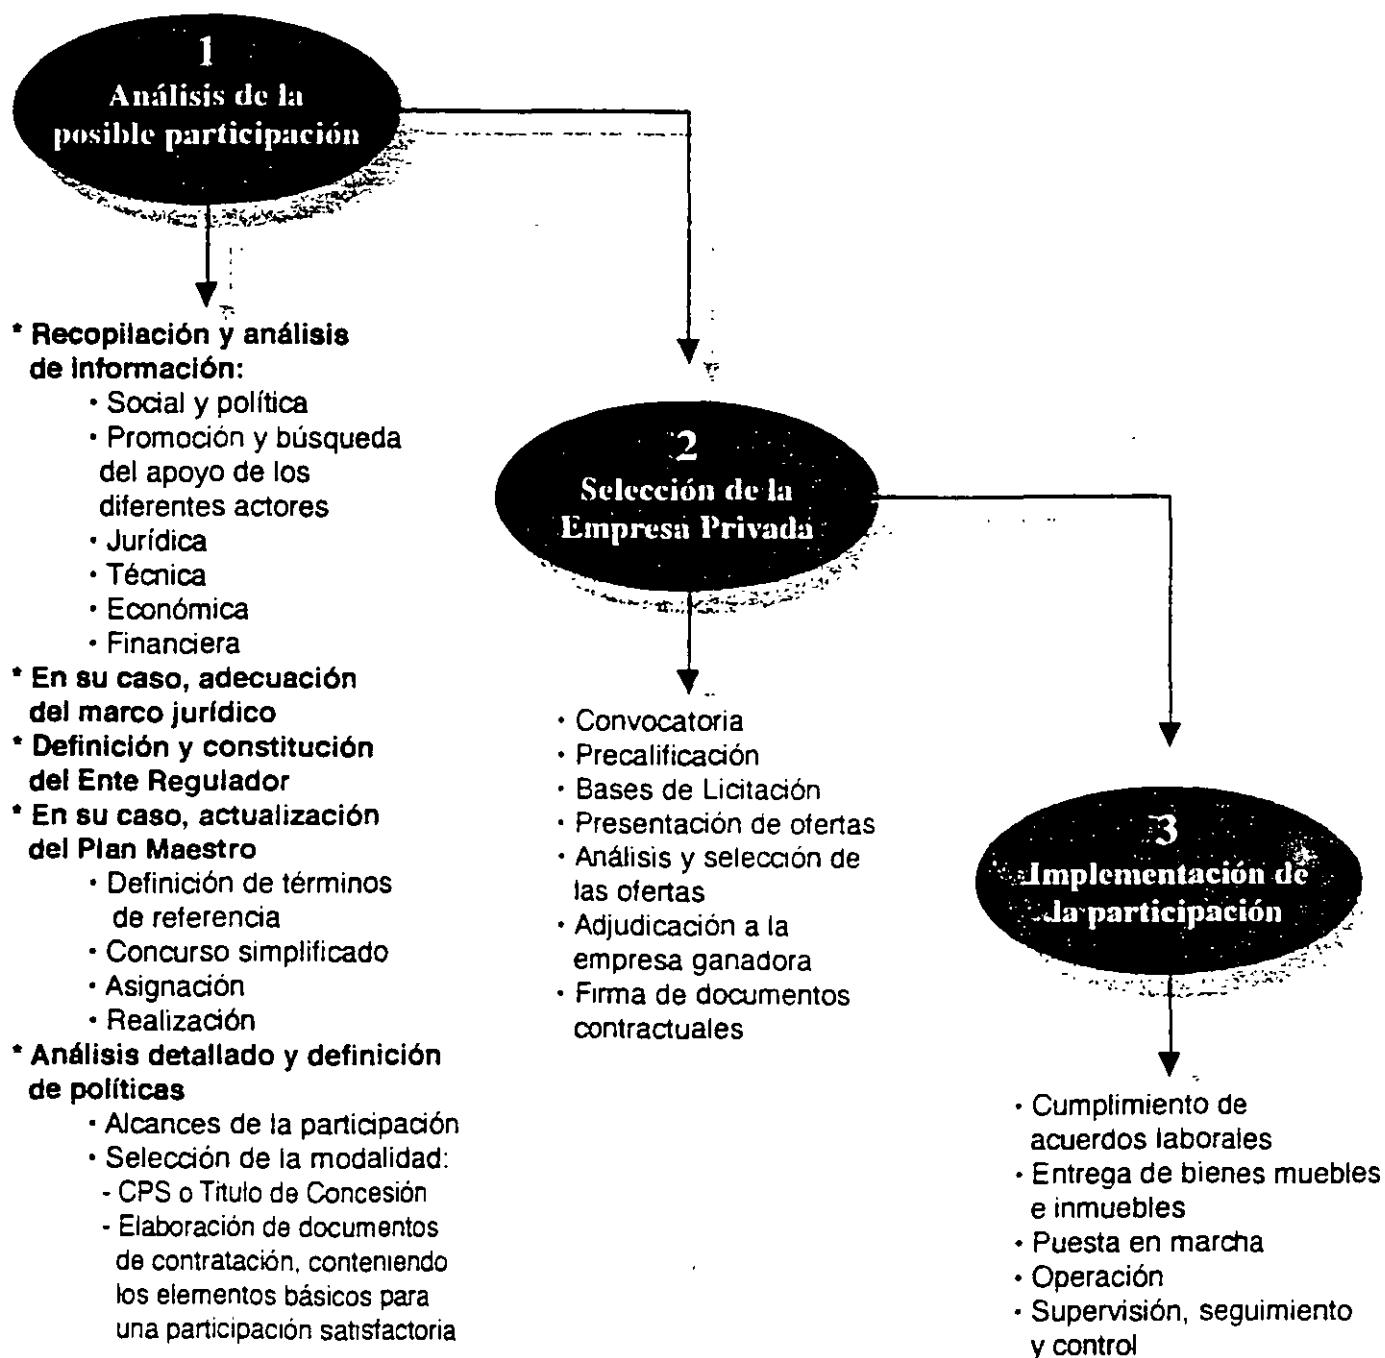 1
Análisis de la
posible participación
* Recopilación y análisis
de información:
· Social y política
· Promoción y búsqueda
del apoyo de los
diferentes actores
· Jurídica
· Técnica
· Económica
· Financiera
* En su caso, adecuación
del marco jurídico
* Definición y constitución
del Ente Regulador
* En su caso, actualización
del Plan Maestro
· Definición de términos
de referencia
· Concurso simplificado
· Asignación
· Realización
* Análisis detallado y definición
de políticas
· Alcances de la participación
· Selección de la modalidad:
- CPS o Titulo de Concesión
- Elaboración de documentos
de contratación, conteniendo
los elementos básicos para
una participación satisfactoria
2
Selección de la
Empresa Privada
· Convocatoria
· Precalificación
· Bases de Licitación
· Presentación de ofertas
· Análisis y selección de
las ofertas
· Adjudicación a la
empresa ganadora
· Firma de documentos
contractuales
3
Implementación de
la participación
· Cumplimiento de
acuerdos laborales
· Entrega de bienes muebles
e inmuebles
· Puesta en marcha
· Operación
· Supervisión, seguimiento
y control